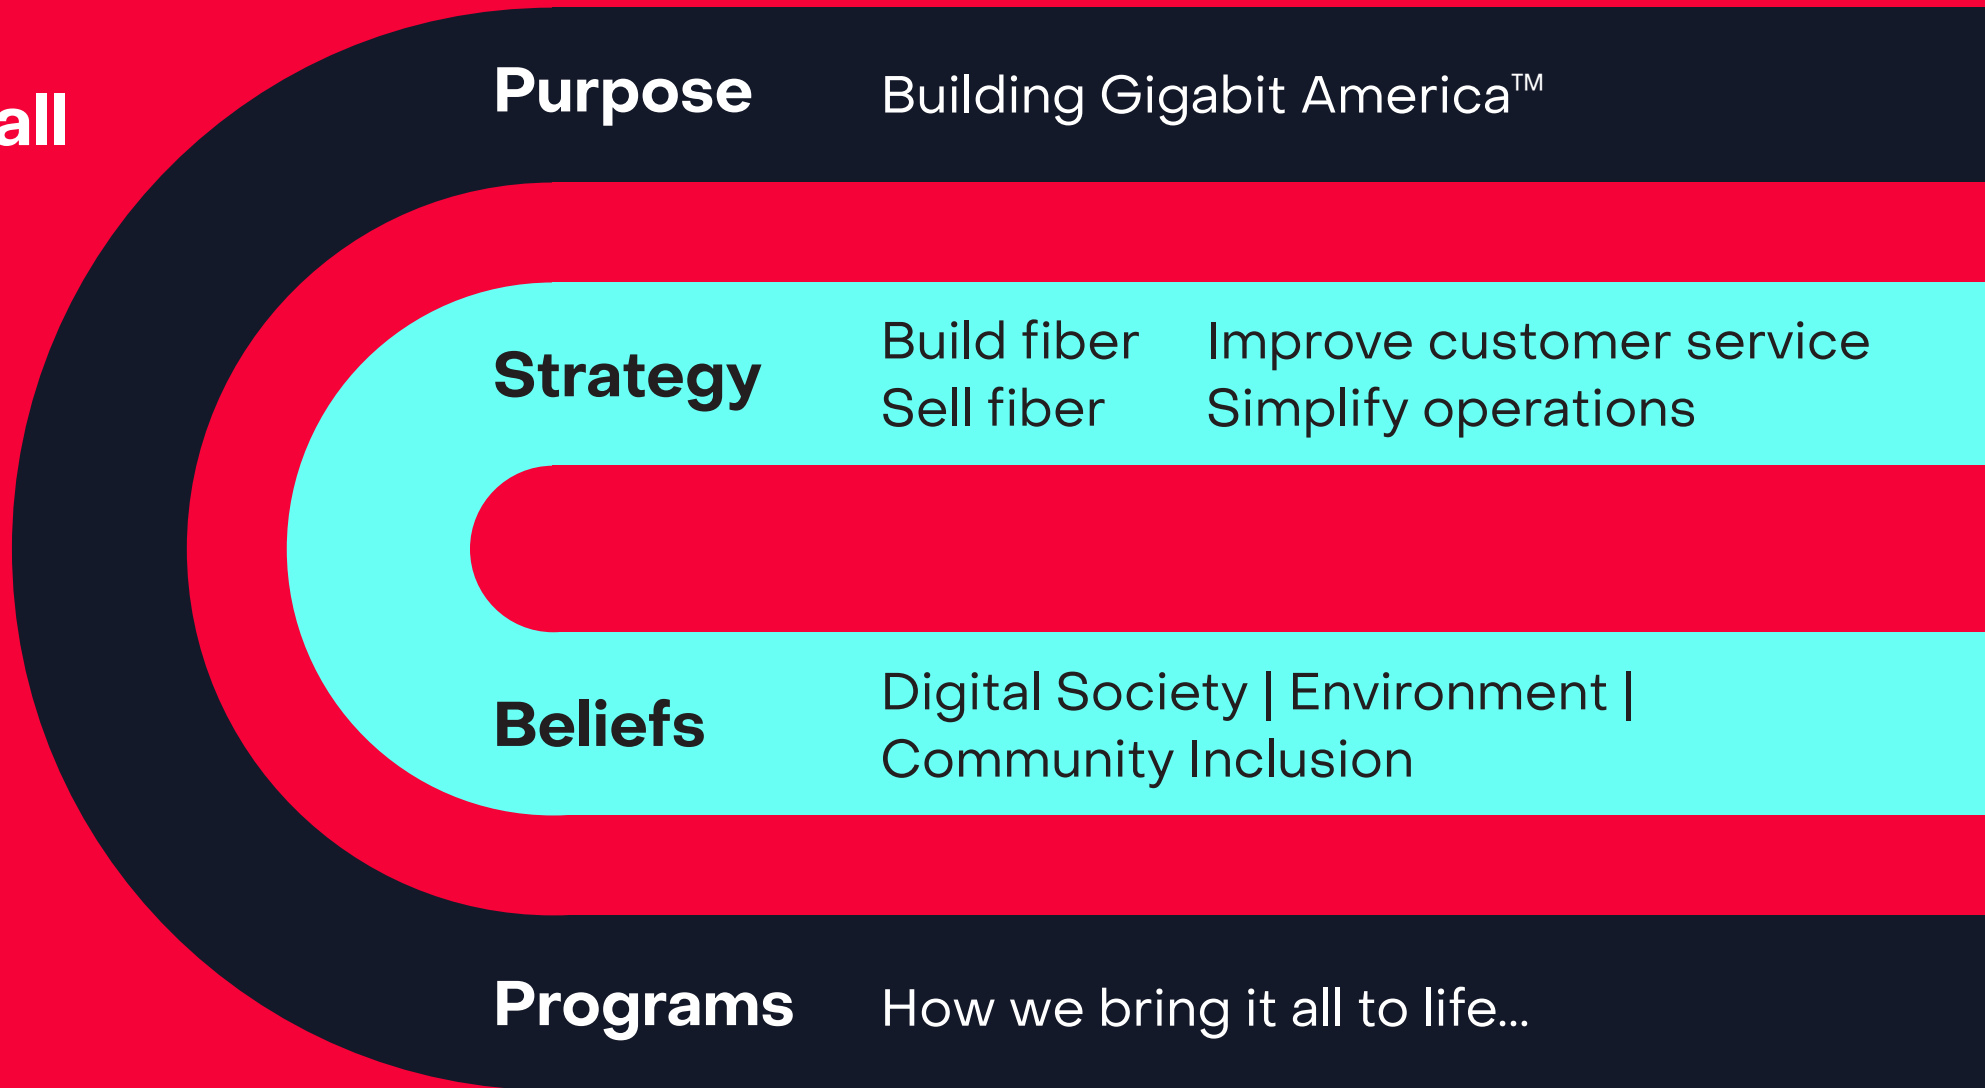 all
Purpose Building Gigabit America™
Strategy
Build fiber Improve customer service
Sell fiber Simplify operations
Beliefs
Digital Society | Environment |
Community Inclusion
Programs How we bring it all to life...